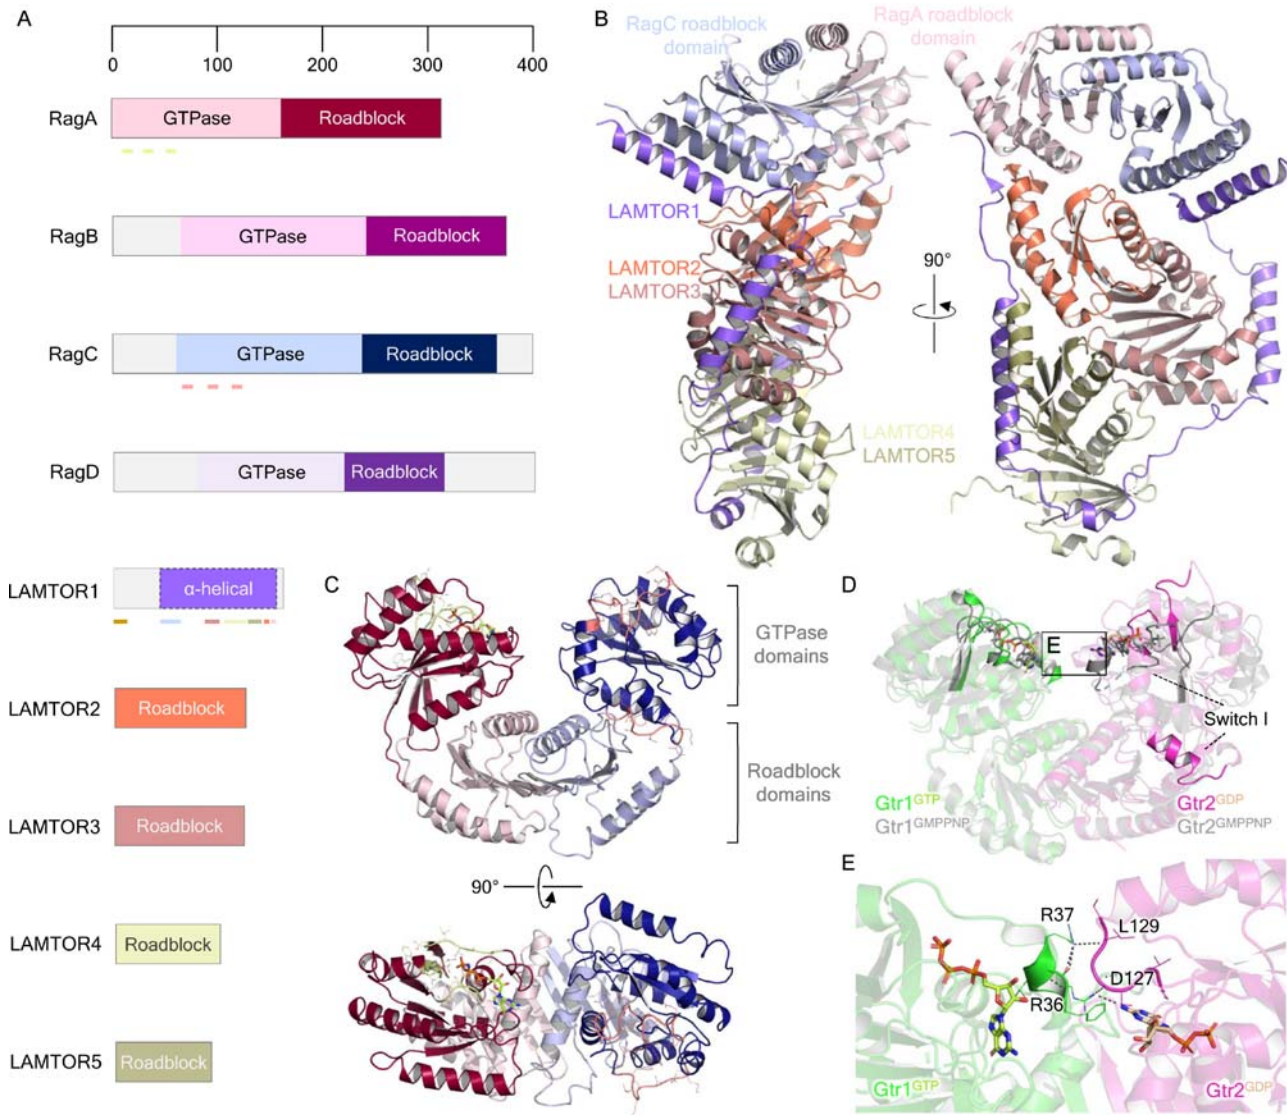 A
0 100 200 300 400
RagA GTPase Roadblock
RagB GTPase Roadblock
RagC GTPase Roadblock
RagD GTPase Roadblock
LAMTOR1 α-helical
LAMTOR2 Roadblock
LAMTOR3 Roadblock
LAMTOR4 Roadblock
LAMTOR5 Roadblock
B
RagC roadblock
domain
RagA roadblock
domain
LAMTOR1
LAMTOR2
LAMTOR3
90°
LAMTOR4
LAMTOR5
C
GTPase
domains
Roadblock
domains
90°
D
E
Switch I
Gtr1GTP
Gtr1GMPPNP
Gtr2GDP
Gtr2GMPPNP
E
R37
L129
D127
R36
Gtr1GTP
Gtr2GDP